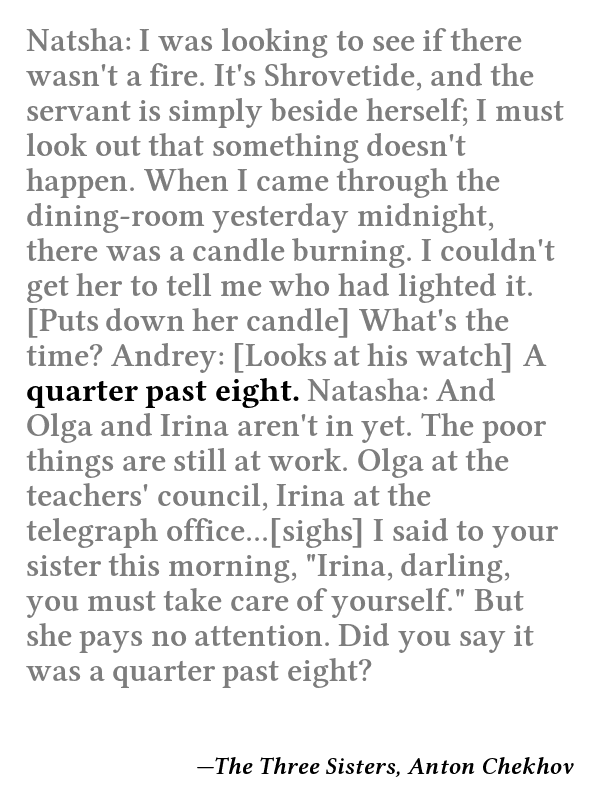 Natsha: I was looking to see if there
wasn't a fire. It's Shrovetide, and the
servant is simply beside herself; I must
look out that something doesn't
happen. When I came through the
dining-room yesterday midnight,
there was a candle burning. I couldn't
get her to tell me who had lighted it.
[Puts down her candle] What's the
time? Andrey: [Looks at his watch] A
quarter past eight. Natasha: And
Olga and Irina aren't in yet. The poor
things are still at work. Olga at the
teachers' council, Irina at the
telegraph office...[sighs] I said to your
sister this morning, "Irina, darling,
you must take care of yourself." But
she pays no attention. Did you say it
was a quarter past eight?
—The Three Sisters, Anton Chekhov